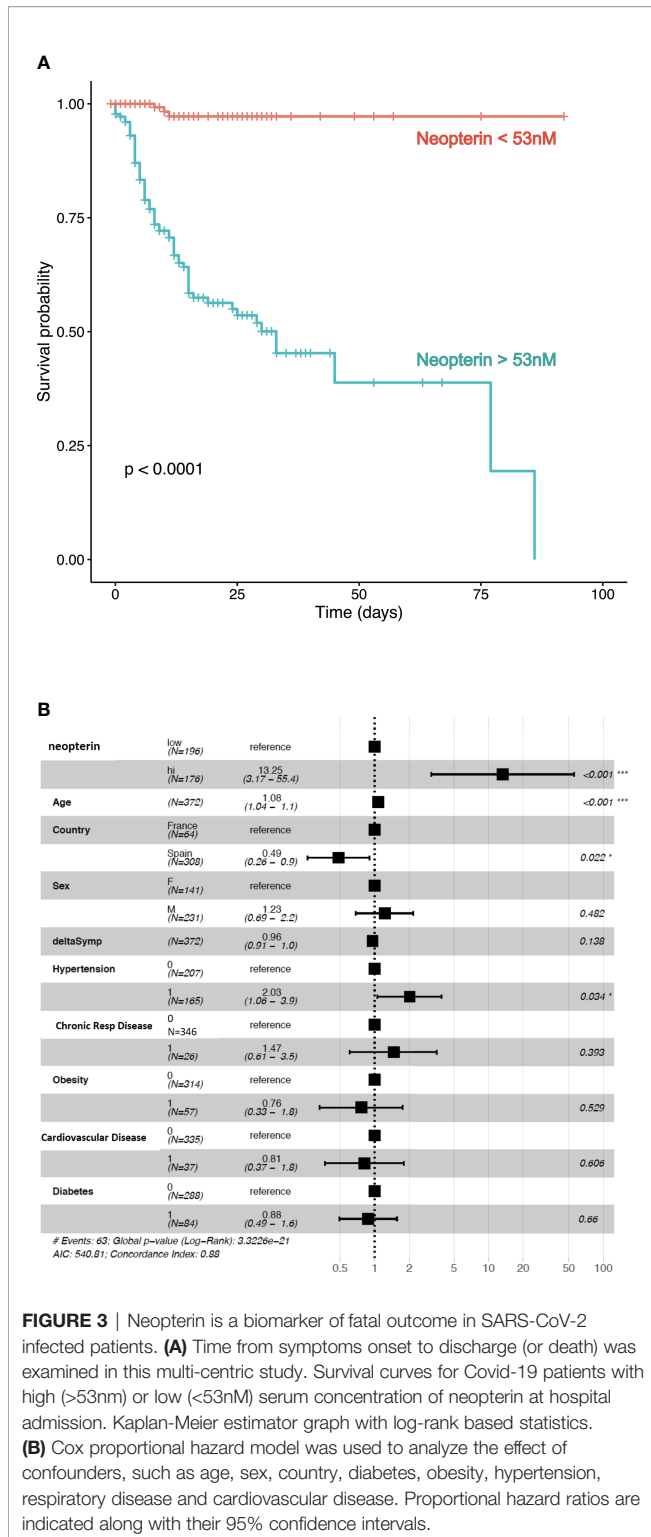 A
1.00
0.75
0.50
0.25
0.00
Survival probability
Neopterin < 53nM
Neopterin > 53nM
p < 0.0001
0 25 50 75 100
Time (days)
B
neopterin low (N=196) reference
hi (N=176) 13.25 (3.17 − 55.4) <0.001 ***
Age (N=372) 1.08 (1.04 − 1.1) <0.001 ***
Country France (N=64) reference
Spain (N=308) 0.49 (0.26 − 0.9) 0.022 *
Sex F (N=141) reference
M (N=231) 1.23 (0.69 − 2.2) 0.482
deltaSymp (N=372) 0.96 (0.91 − 1.0) 0.138
Hypertension 0 (N=207) reference
1 (N=165) 2.03 (1.06 − 3.9) 0.034 *
Chronic Resp Disease 0 N=346 reference
1 (N=26) 1.47 (0.61 − 3.5) 0.393
Obesity 0 (N=314) reference
1 (N=57) 0.76 (0.33 − 1.8) 0.529
Cardiovascular Disease 0 (N=335) reference
1 (N=37) 0.81 (0.37 − 1.8) 0.606
Diabetes 0 (N=288) reference
1 (N=84) 0.88 (0.49 − 1.6) 0.66
# Events: 63; Global p−value (Log−Rank): 3.3226e−21
AIC: 540.81; Concordance Index: 0.88
0.5 1 2 5 10 20 50 100
FIGURE 3 | Neopterin is a biomarker of fatal outcome in SARS-CoV-2
infected patients. (A) Time from symptoms onset to discharge (or death) was
examined in this multi-centric study. Survival curves for Covid-19 patients with
high (>53nm) or low (<53nM) serum concentration of neopterin at hospital
admission. Kaplan-Meier estimator graph with log-rank based statistics.
(B) Cox proportional hazard model was used to analyze the effect of
confounders, such as age, sex, country, diabetes, obesity, hypertension,
respiratory disease and cardiovascular disease. Proportional hazard ratios are
indicated along with their 95% confidence intervals.